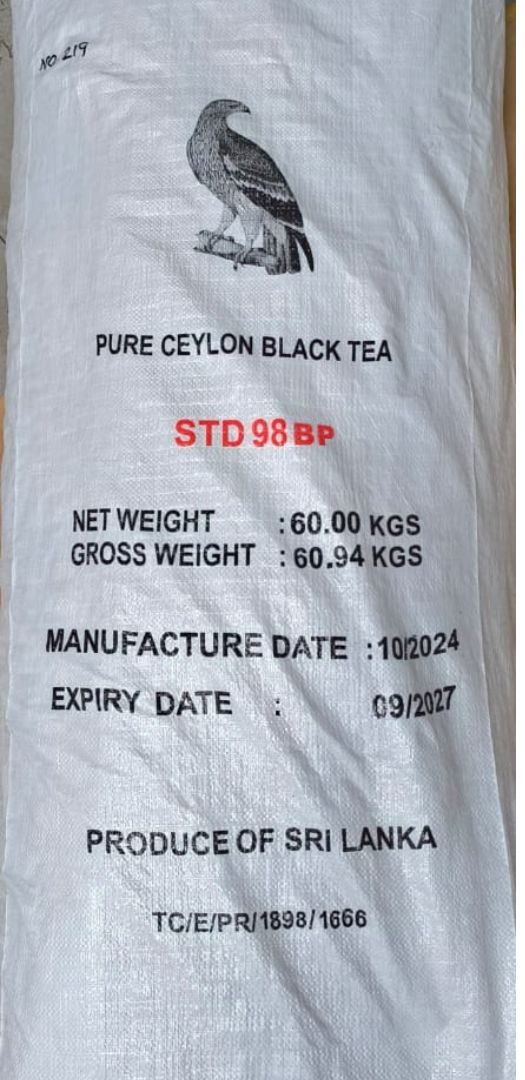 NO 219
PURE CEYLON BLACK TEA
STD 98 BP
NET WEIGHT : 60.00 KGS
GROSS WEIGHT : 60.94 KGS
MANUFACTURE DATE : 10/2024
EXPIRY DATE : 09/2027
PRODUCE OF SRI LANKA
TC/E/PR/1898/1666